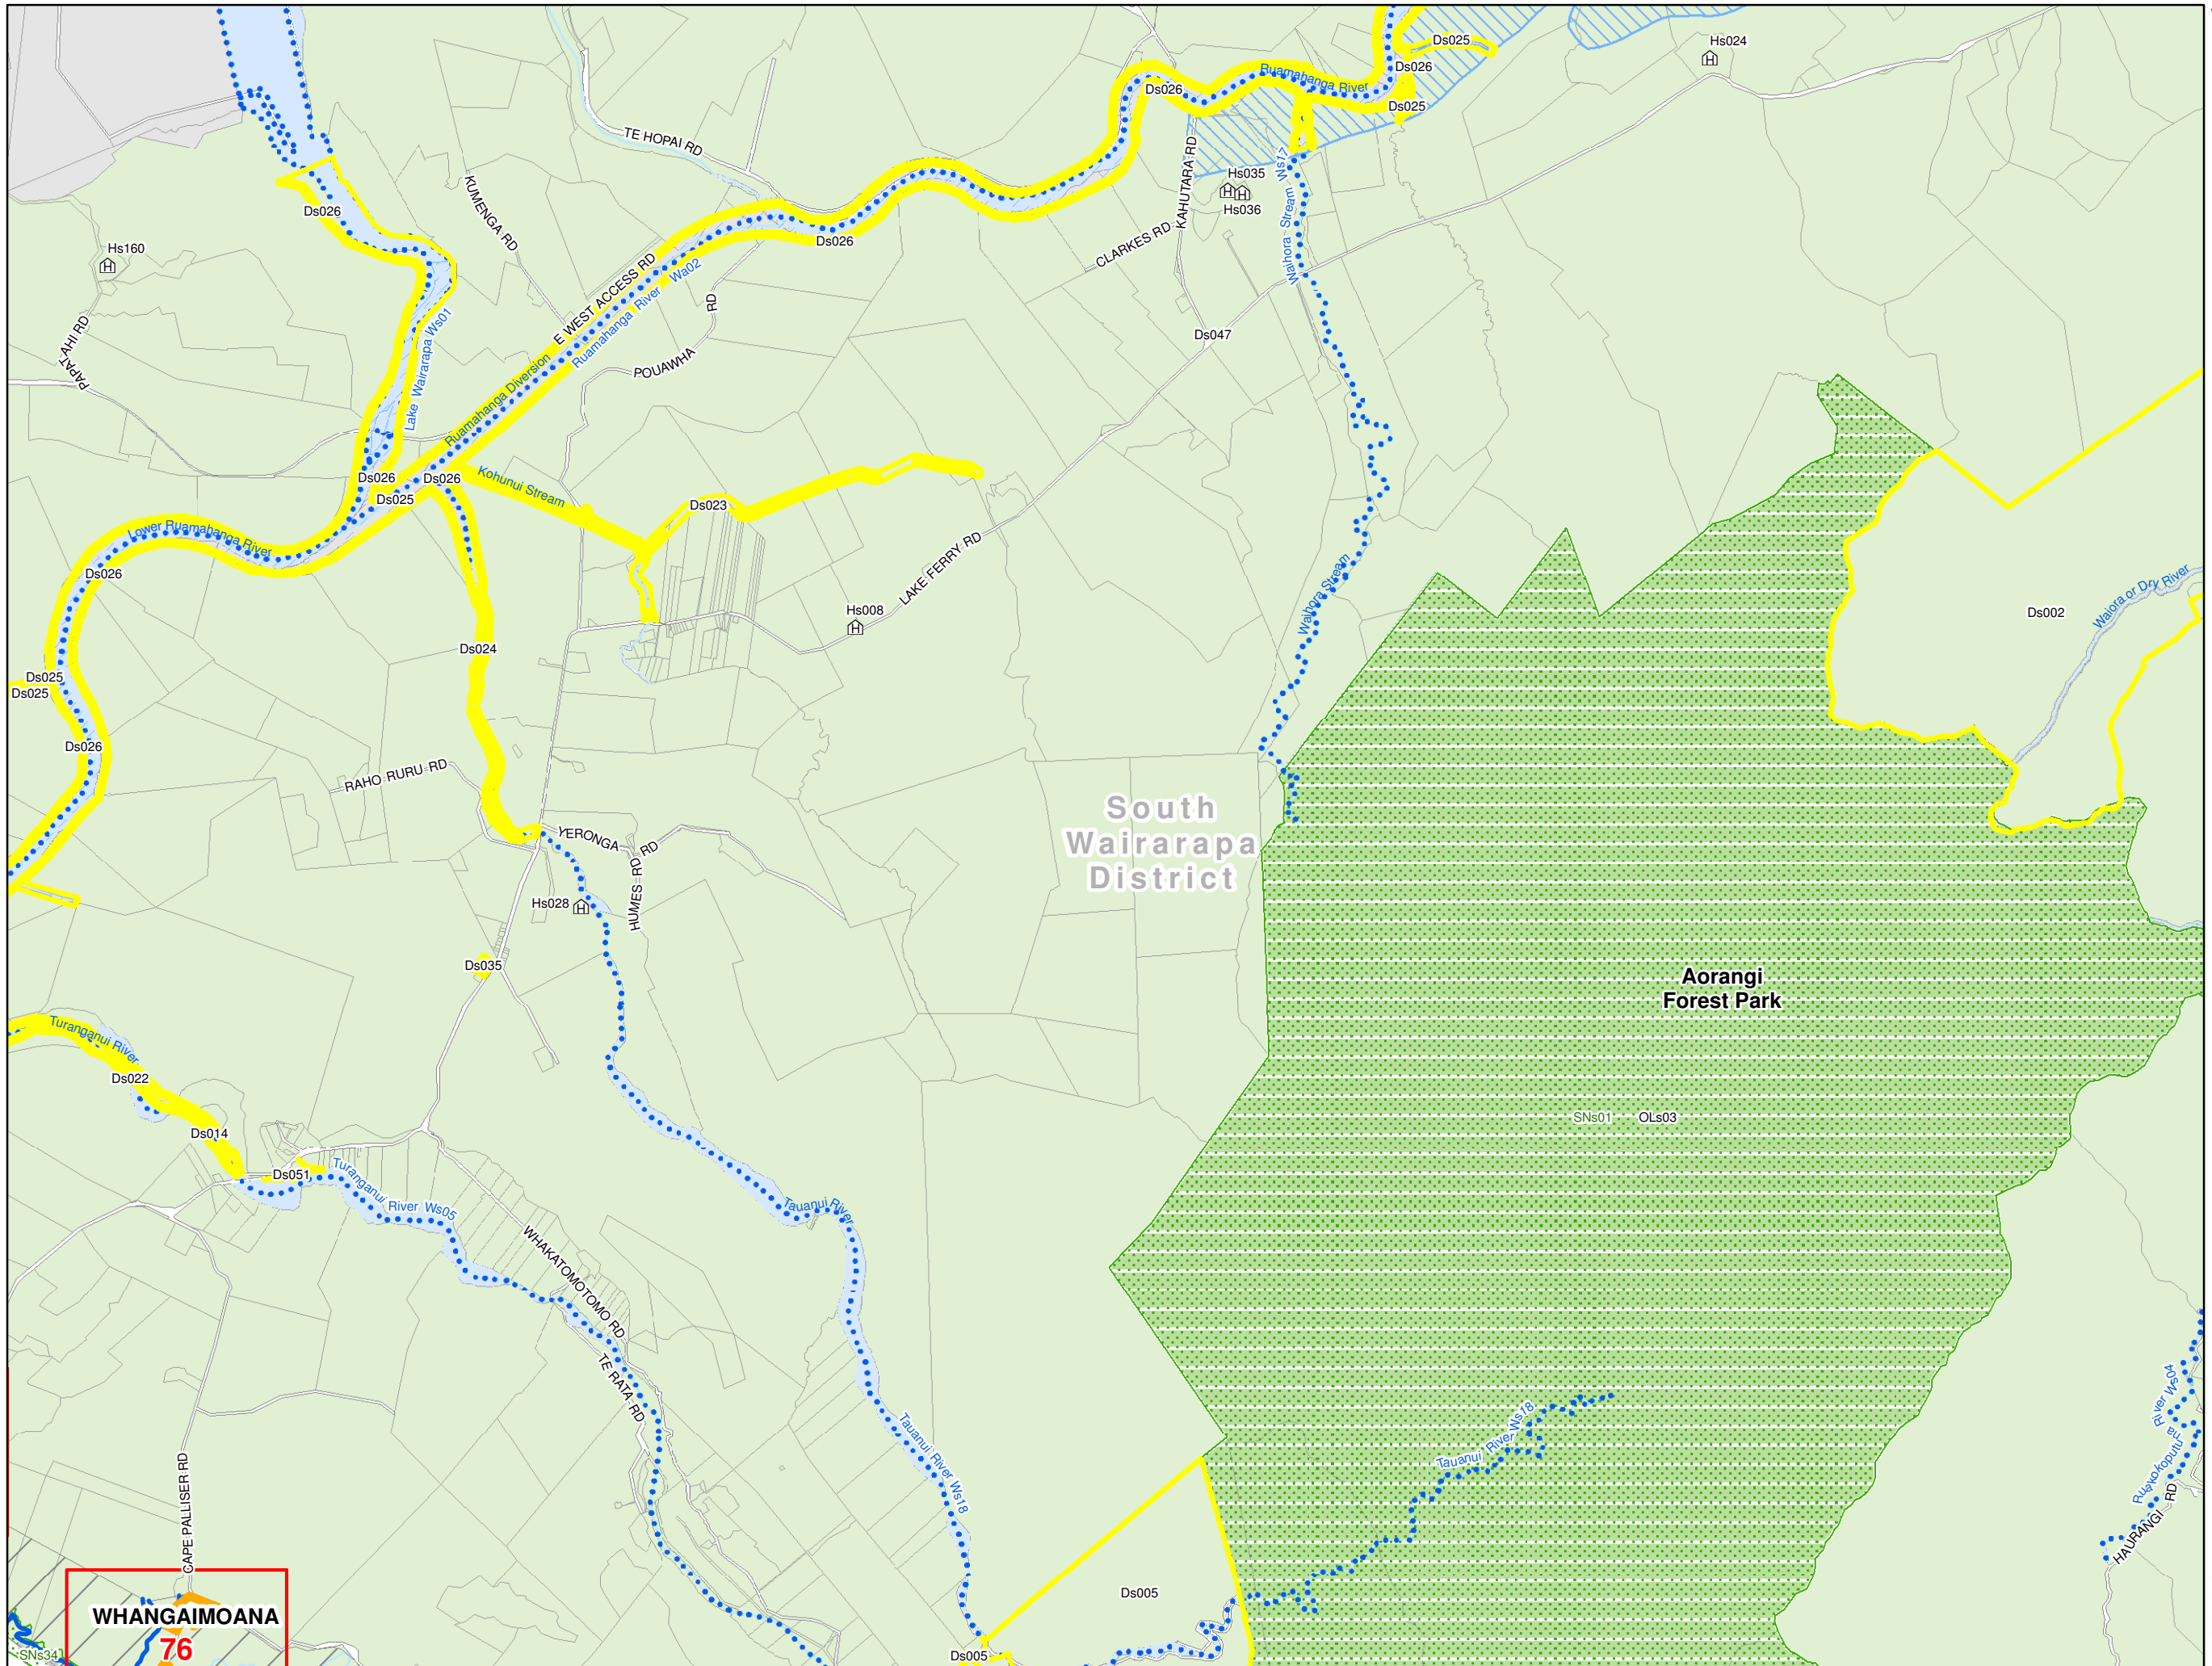 Ds025
Hs024
Ds026
Ruamahanga River
Ds026
Ds025
TE HOPAI RD
KAHUTARA RD
Waihora Stream Ws17
Hs035
Hs036
KUMENGA RD
Ds026
Ds026
CLARKES RD
Hs160
E WEST ACCESS RD
Ruamahanga River Wa02
RD
POUAWHA
Ds047
PAPATAHI RD
Lake Wairarapa Ws01
Ruamahanga Diversion
Ds026
Ds026
Ds025
Kohunui Stream
Ds023
Lower Ruamahanga River
Ds026
LAKE FERRY RD
Hs008
Waihora Stream
Waiora or Dry River
Ds002
Ds024
Ds025
Ds025
Ds026
RAHO RURU RD
YERONGA RD
HUMES RD
South
Wairarapa
District
Hs028
Ds035
Aorangi
Forest Park
Turanganui River
Ds022
Ds014
SNs01 OLs03
Ds051
Turanganui River Ws05
Tauanui River
WHAKATOMOTOMO RD
TE RATA RD
Tauanui River Ws18
Tauanui River Ws18
River Ws04
Ruakokoputu
na
HAURANGI RD
CAPE PALLISER RD
Ds005
WHANGAIMOANA
76
SNs34
Ds005